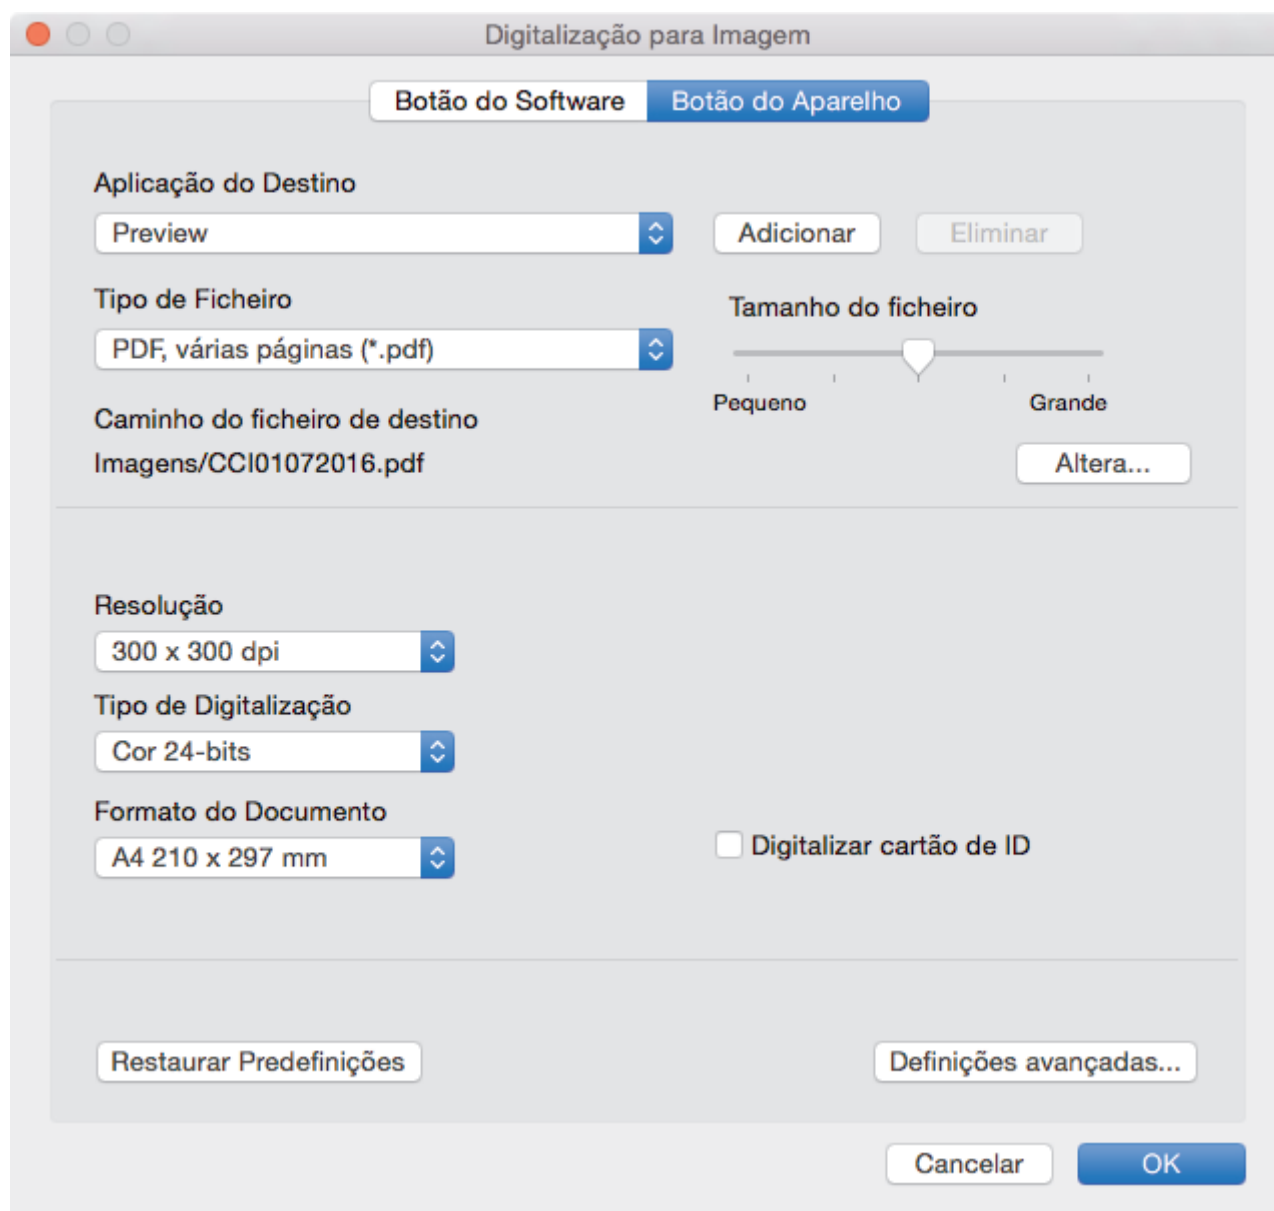 Digitalização para Imagem
Botão do Software Botão do Aparelho
Aplicação do Destino
Preview Adicionar Eliminar
Tipo de Ficheiro
Tamanho do ficheiro
PDF, várias páginas (*.pdf)
Pequeno Grande
Caminho do ficheiro de destino
Imagens/CCI01072016.pdf Altera...
Resolução
300 x 300 dpi
Tipo de Digitalização
Cor 24-bits
Formato do Documento
A4 210 x 297 mm Digitalizar cartão de ID
Restaurar Predefinições Definições avançadas...
Cancelar OK